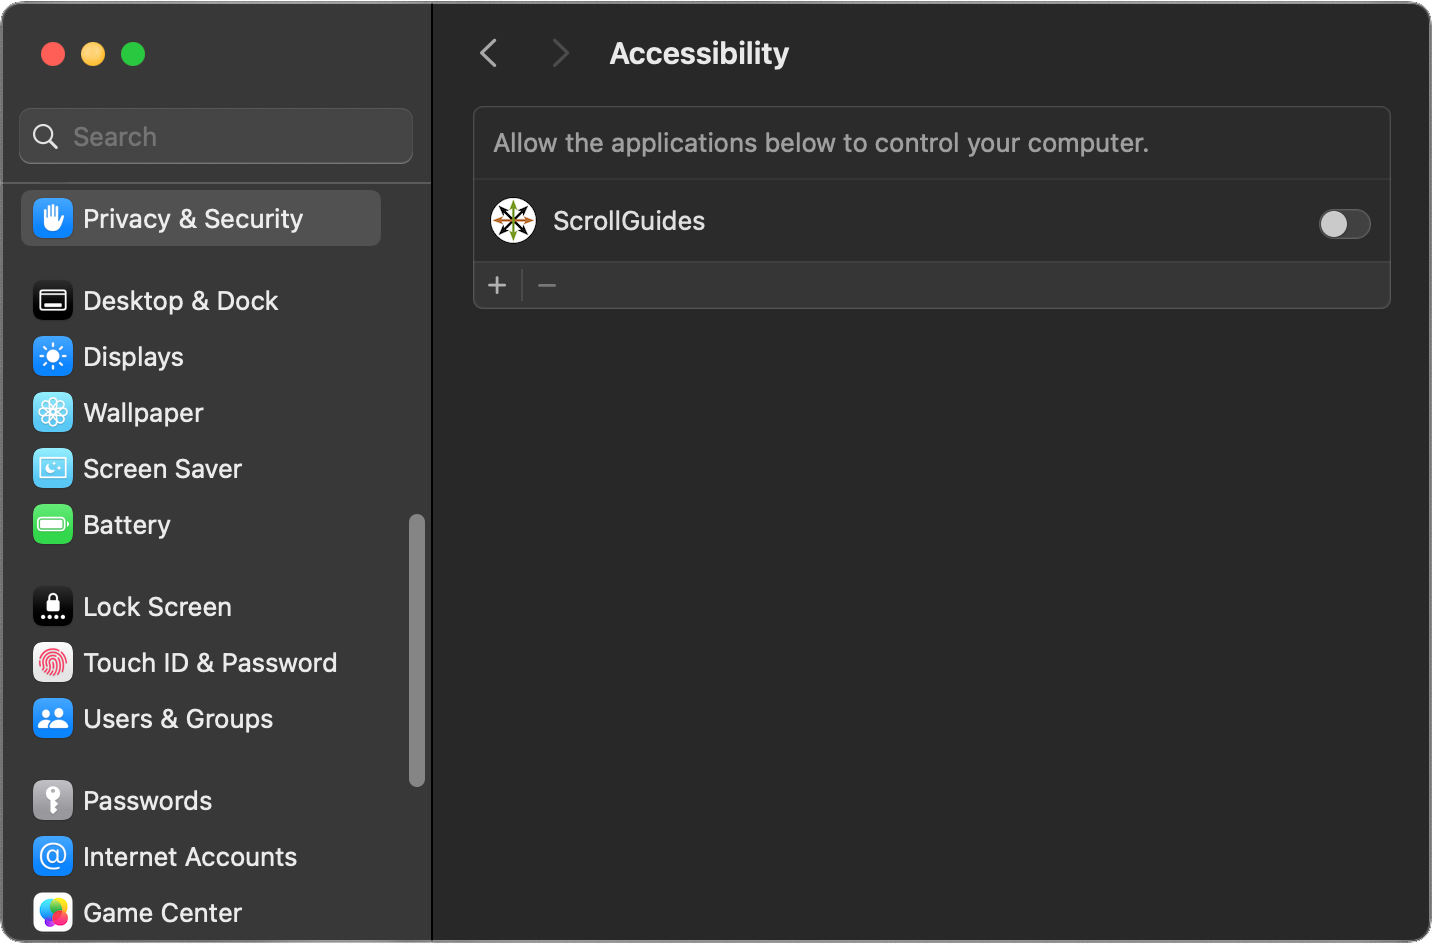 Search
Privacy & Security
Desktop & Dock
Displays
Wallpaper
Screen Saver
Battery
Lock Screen
Touch ID & Password
Users & Groups
Passwords
Internet Accounts
Game Center
Accessibility
Allow the applications below to control your computer.
ScrollGuides